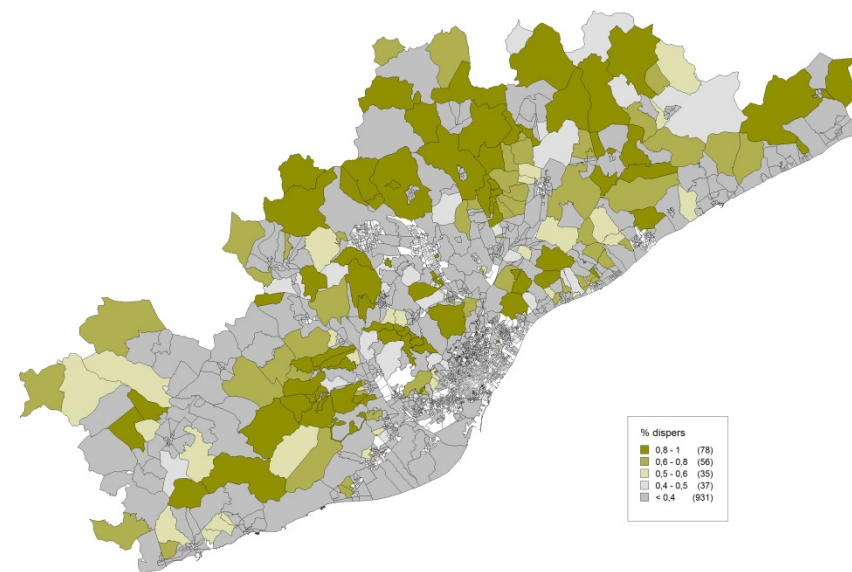 % dispers
0,8 - 1 (78)
0,6 - 0,8 (56)
0,5 - 0,6 (35)
0,4 - 0,5 (37)
< 0,4 (931)